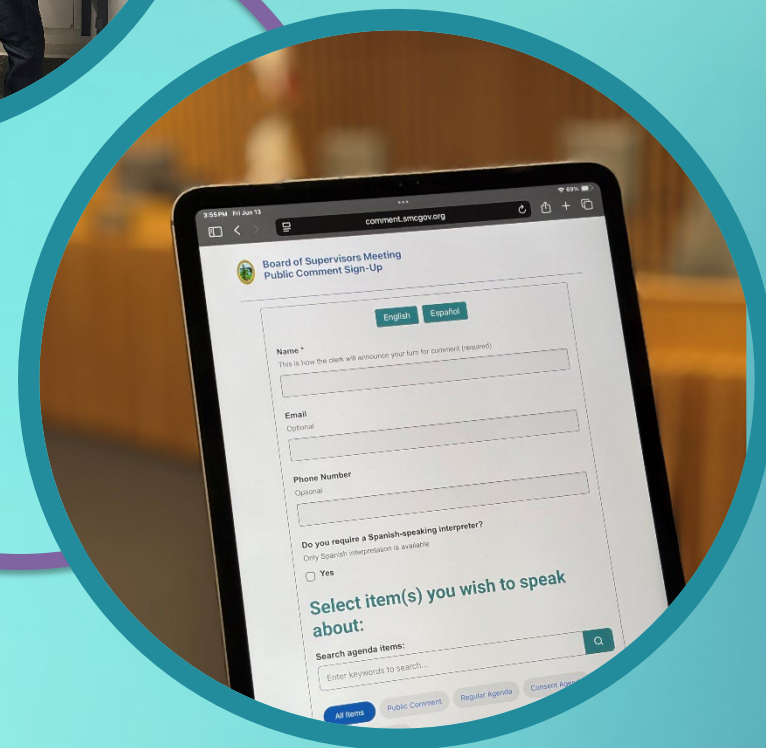 3:55 PM Fri Jun 13
69%
comment.smcgov.org
Board of Supervisors Meeting
Public Comment Sign-Up
English Español
Name *
This is how the clerk will announce your turn for comment (required)
Email
Optional
Phone Number
Optional
Do you require a Spanish-speaking interpreter?
Only Spanish interpretation is available
Yes
Select item(s) you wish to speak
about:
Search agenda items:
Enter keywords to search...
All Items Public Comment Regular Agenda Consent